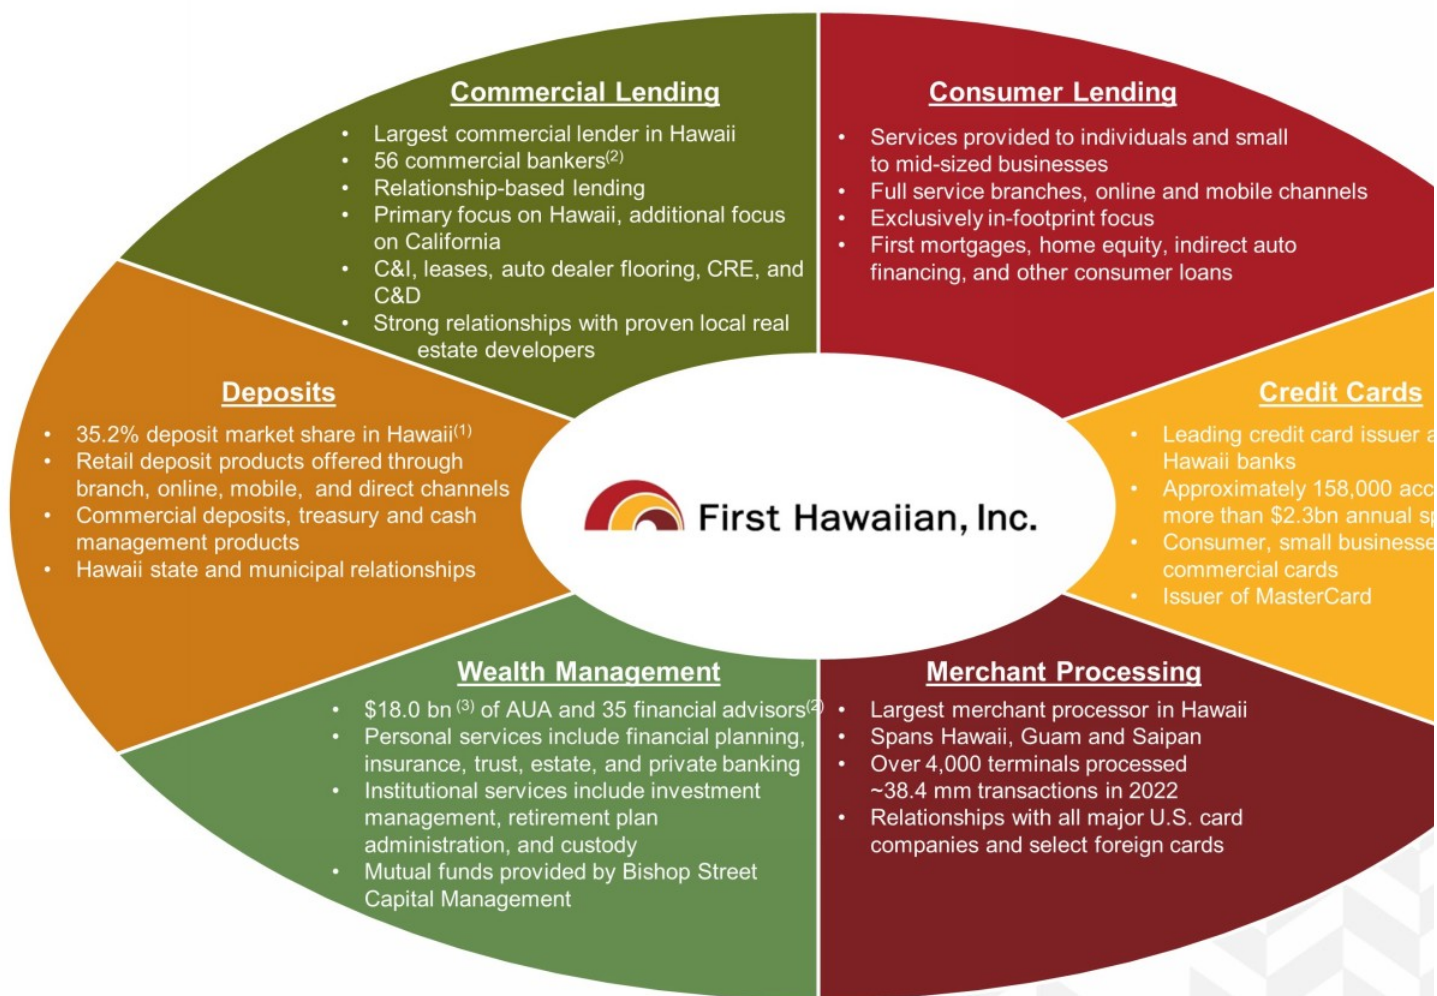 Commercial Lending
• Largest commercial lender in Hawaii
• 56 commercial bankers(2)
• Relationship-based lending
• Primary focus on Hawaii, additional focus
on California
• C&I, leases, auto dealer flooring, CRE, and
C&D
• Strong relationships with proven local real
estate developers
Consumer Lending
• Services provided to individuals and small
to mid-sized businesses
• Full service branches, online and mobile channels
• Exclusively in-footprint focus
• First mortgages, home equity, indirect auto
financing, and other consumer loans
Deposits
• 35.2% deposit market share in Hawaii(1)
• Retail deposit products offered through
branch, online, mobile, and direct channels
• Commercial deposits, treasury and cash
management products
• Hawaii state and municipal relationships
First Hawaiian, Inc.
Credit Cards
• Leading credit card issuer
Hawaii banks
• Approximately 158,000
more than $2.3bn annual
• Consumer, small
commercial cards
• Issuer of MasterCard
Wealth Management
• $18.0 bn (3) of AUA and 35 financial advisors(2)
• Personal services include financial planning,
insurance, trust, estate, and private banking
• Institutional services include investment
management, retirement plan
administration, and custody
• Mutual funds provided by Bishop Street
Capital Management
Merchant Processing
• Largest merchant processor in Hawaii
• Spans Hawaii, Guam and Saipan
• Over 4,000 terminals processed
~38.4 mm transactions in 2022
• Relationships with all major U.S. card
companies and select foreign cards